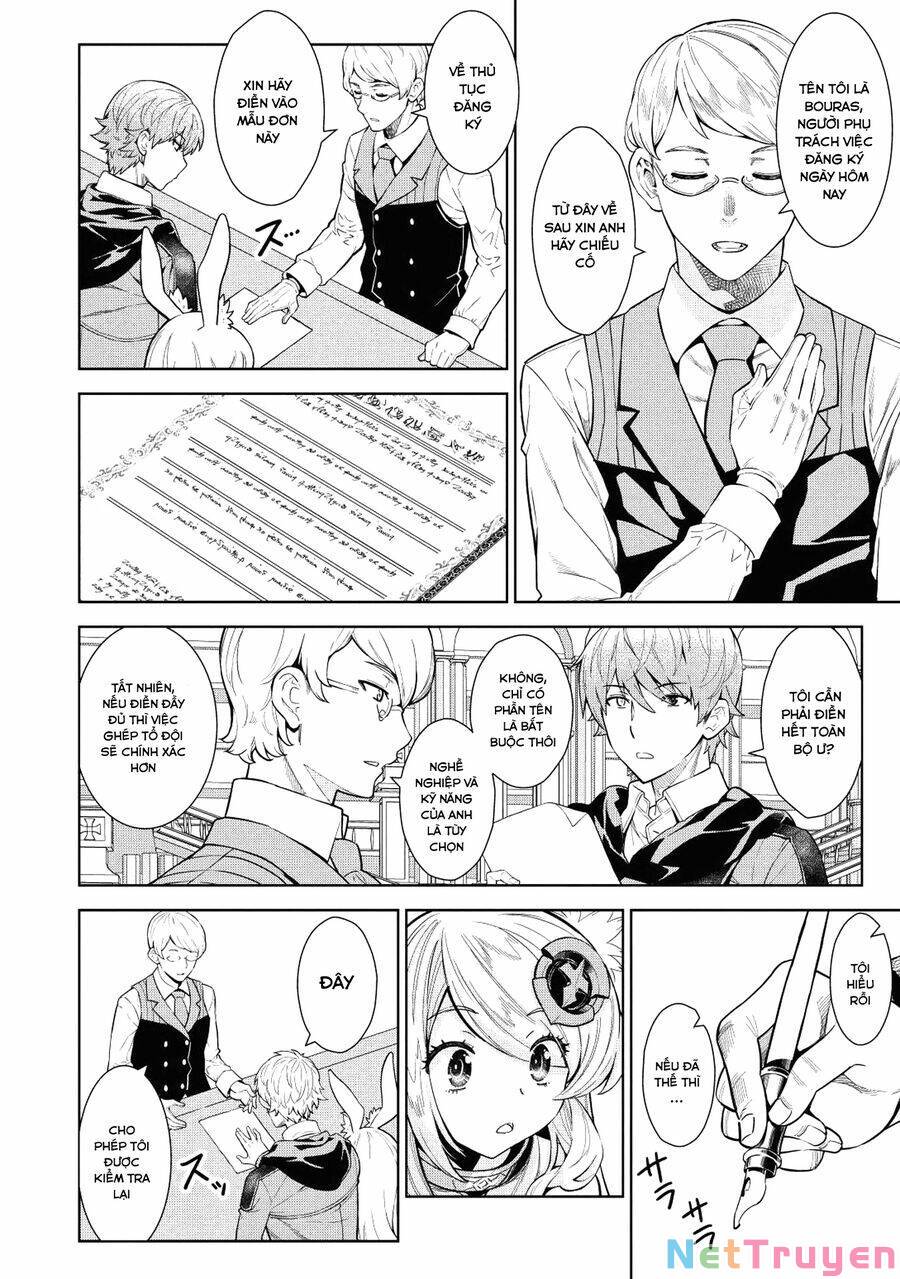 TÊN TÔI LÀ
BOURAS,
NGƯỜI PHỤ
TRÁCH VIỆC
ĐĂNG KÝ
NGÀY HÔM
NAY
TỪ ĐÂY VỀ
SAU XIN ANH
HÃY CHIẾU
CỐ
VỀ THỦ
TỤC ĐĂNG
KÝ
XIN HÃY
ĐIỀN VÀO
MẪU ĐƠN
NÀY
ス…
TÔI CẦN
PHẢI ĐIỀN
HẾT TOÀN
BỘ Ư?
KHÔNG,
CHỈ CÓ
PHẦN TÊN
LÀ BẮT
BUỘC THÔI
NGHỀ
NGHIỆP VÀ
KỸ NĂNG
CỦA ANH
LÀ TÙY
CHỌN
TẤT NHIÊN,
NẾU ĐIỀN ĐẦY
ĐỦ THÌ VIỆC
GHÉP TỔ ĐỘI
SẼ CHÍNH XÁC
HƠN
TÔI
HIỂU
RỒI
NẾU ĐÃ
THẾ THÌ
...
サラサラ
ĐÂY
スッ
CHO
PHÉP TÔI
ĐƯỢC
KIỂM TRA
LẠI
NetTruyen